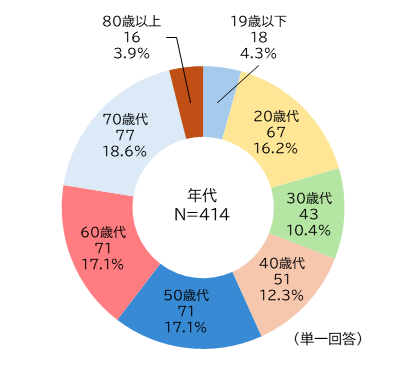 80歳以上
16
3.9%
19歳以下
18
4.3%
20歳代
67
16.2%
30歳代
43
10.4%
40歳代
51
12.3%
50歳代
71
17.1%
60歳代
71
17.1%
70歳代
77
18.6%
年代
N=414
（単一回答）